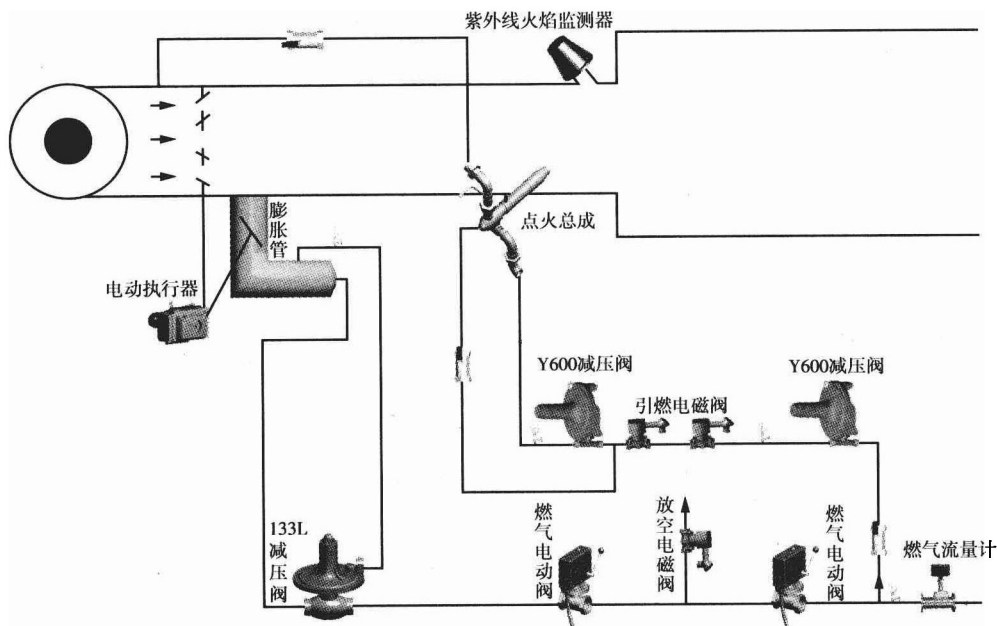 紫外线火焰监测器
膨胀管
点火总成
电动执行器
Y600减压阀
Y600减压阀
引燃电磁阀
133L
减压阀
燃气电动阀
放空电磁阀
燃气电动阀
燃气流量计